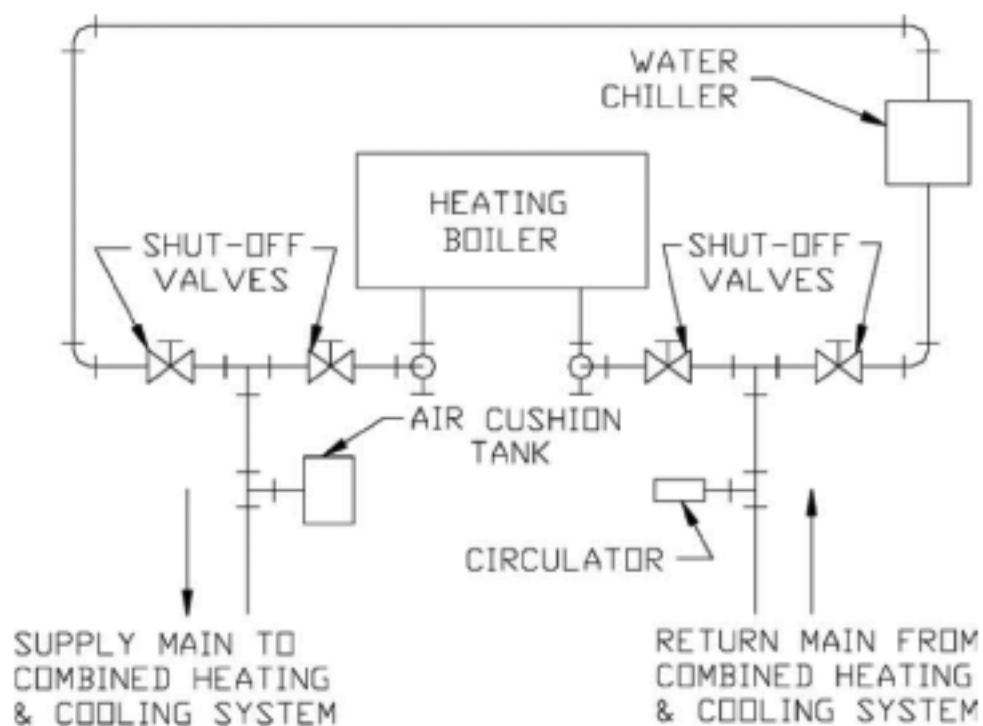 WATER
CHILLER
HEATING
BOILER
SHUT-OFF
VALVES
SHUT-OFF
VALVES
AIR CUSHION
TANK
CIRCULATOR
SUPPLY MAIN TO
COMBINED HEATING
& COOLING SYSTEM
RETURN MAIN FROM
COMBINED HEATING
& COOLING SYSTEM